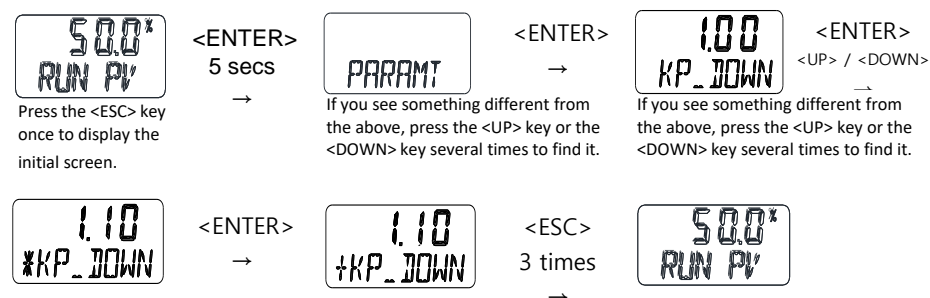 50.0%
RUN PV
Press the <ESC> key
once to display the
initial screen.
<ENTER>
5 secs
→
PARAMT
If you see something different from
the above, press the <UP> key or the
<DOWN> key several times to find it.
<ENTER>
→
1.00
KP_DOWN
If you see something different from
the above, press the <UP> key or the
<DOWN> key several times to find it.
<ENTER>
<UP> / <DOWN>
→
1.10
*KP_DOWN
<ENTER>
→
1.10
+KP_DOWN
<ESC>
3 times
→
50.0%
RUN PV